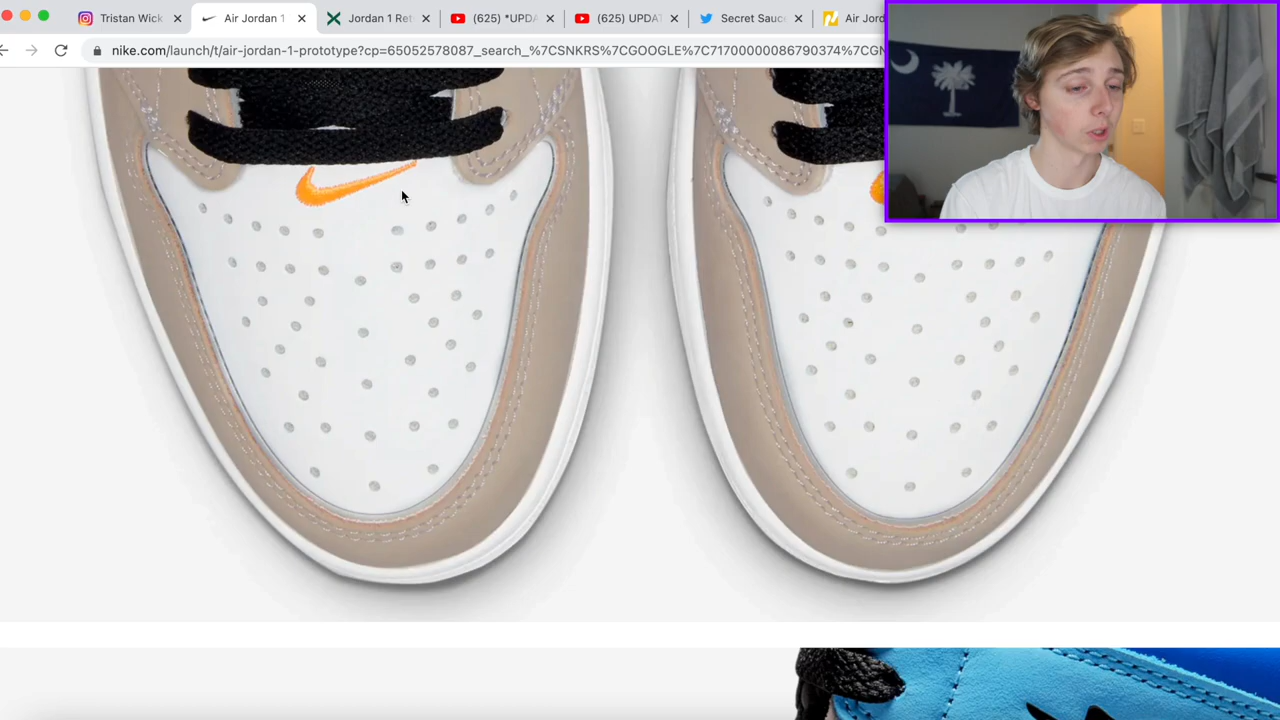 Tristan Wick
Air Jordan 1
Jordan 1 Ret
(625) *UPDA
(625) UPDAT
Secret Sauc
Air Jord
nike.com/launch/t/air-jordan-1-prototype?cp=65052578087_search_%7CSNKRS%7CGOOGLE%7C71700000086790374%7CGN